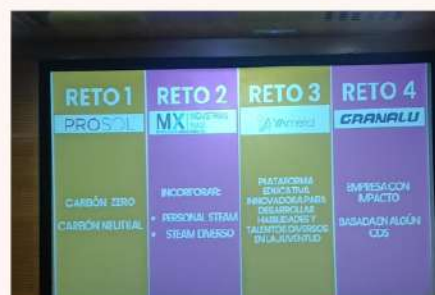 RETO 1
PROSOL
CARBÓN ZERO
CARBÓN NEUTRAL
RETO 2
MX
INCORPORAR:
• PERSONAL STEAM
• STEAM DIVERSO
RETO 3
PLATAFORMA
EDUCATIVA
INNOVADORA PARA
DESARROLLAR
HABILIDADES Y
TALENTOS DIVERSOS
EN LA JUVENTUD
RETO 4
GRANALU
EMPRESA CON
IMPACTO
BASADA EN ALGÚN
ODS